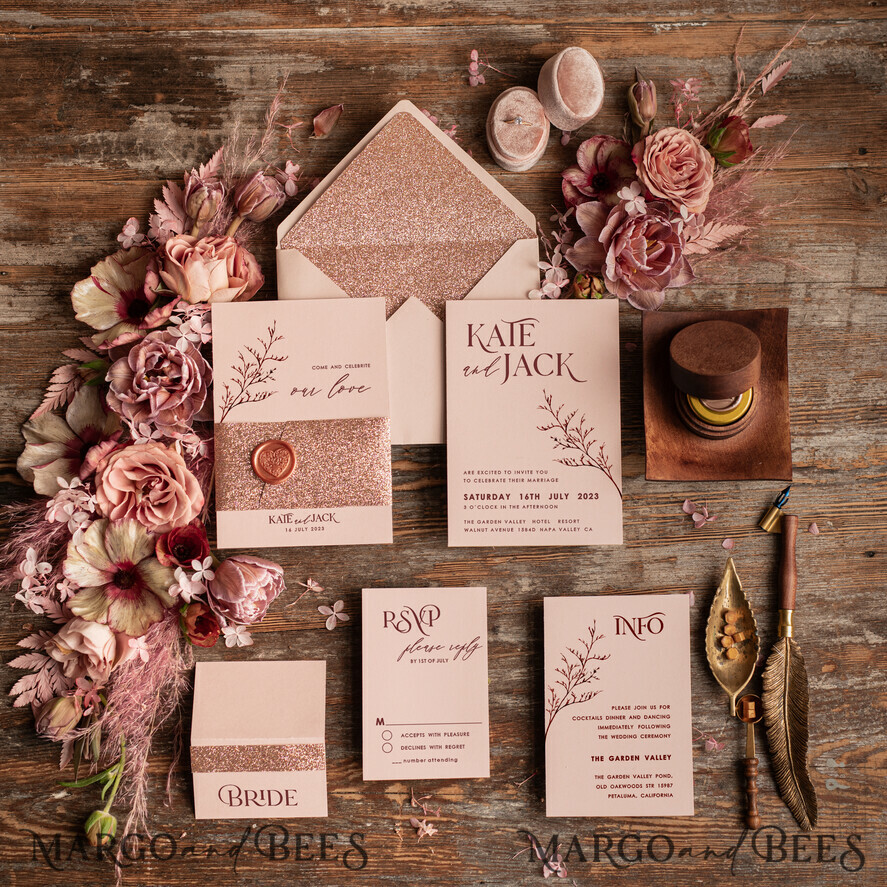 COME AND CELEBRITE
our love
KATE and JACK
16 JULY 2023
KATE
and JACK
ARE EXCITED TO INVITE YOU
TO CELEBRATE THEIR MARRIAGE
SATURDAY 16TH JULY 2023
3 O'CLOCK IN THE AFTERNOON
THE GARDEN VALLEY HOTEL RESORT
WALNUT AVENUE 1584D NAPA VALLEY CA
RSVP
please reply
BY 1ST OF JULY
M
ACCEPTS WITH PLEASURE
DECLINES WITH REGRET
__ number attending
INFO
PLEASE JOIN US FOR
COCKTAILS DINNER AND DANCING
IMMEDIATELY FOLLOWING
THE WEDDING CEREMONY
THE GARDEN VALLEY
THE GARDEN VALLEY POND,
OLD OAKWOODS STR 15987
PETALUMA, CALIFORNIA
BRIDE
MARGO and BEES
MARGO and BEES